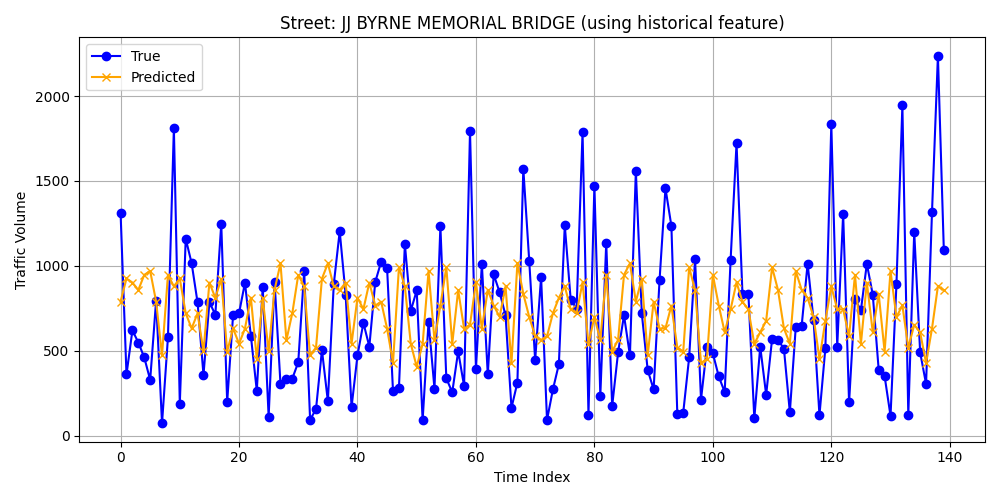 Street: JJ BYRNE MEMORIAL BRIDGE (using historical feature)
True
Predicted
Traffic Volume
2000
1500
1000
500
0
0 20 40 60 80 100 120 140
Time Index